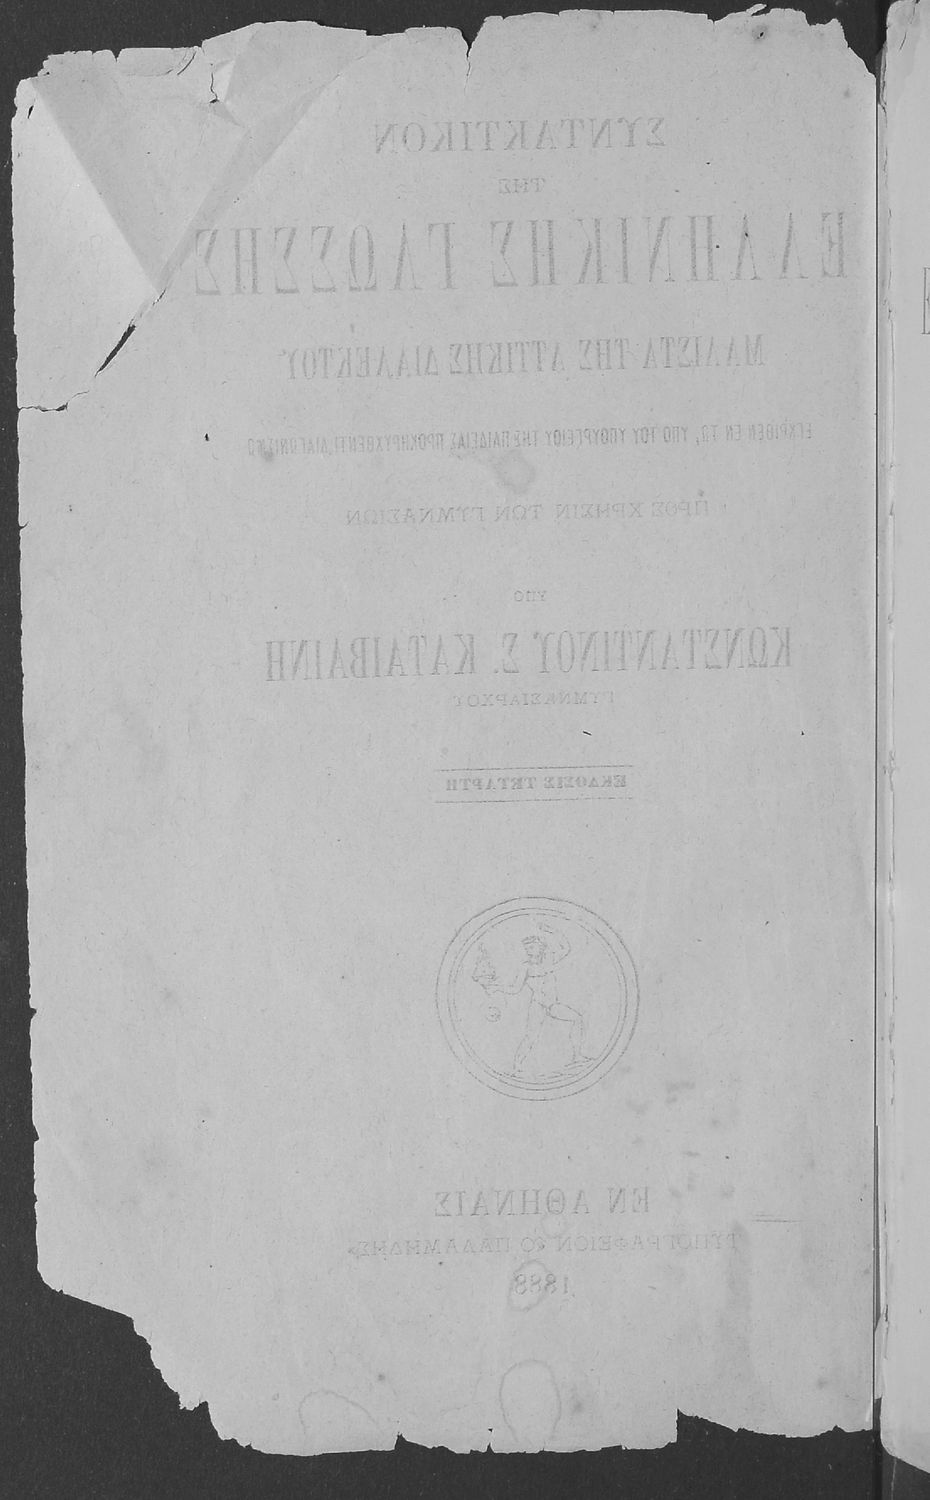 ΣΥΝΤΑΚΤΙΚΟΝ
ΤΗΣ
ΕΛΛΗΝΙΚΗΣ ΓΛΩΣΣΗΣ
ΜΑΛΙΣΤΑ ΤΗΣ ΑΤΤΙΚΗΣ ΔΙΑΛΕΚΤΟΥ
ΕΓΚΡΙΘΕΝ ΕΝ ΤΩ, ΥΠΟ ΤΟΥ ΥΠΟΥΡΓΕΙΟΥ ΤΗΣ ΠΑΙΔΕΙΑΣ ΠΡΟΚΗΡΥΧΘΕΝΤΙ ΔΙΑΓΩΝΙΣΜΩ
ΠΡΟΣ ΧΡΗΣΙΝ ΤΩΝ ΓΥΜΝΑΣΙΩΝ
ΥΠΟ
ΚΩΝΣΤΑΝΤΙΝΟΥ Σ. ΚΑΤΑΙΒΑΙΝΗ
ΓΥΜΝΑΣΙΑΡΧΟΥ
ΕΚΔΟΣΙΣ ΤΕΤΑΡΤΗ
ΕΝ ΑΘΗΝΑΙΣ
ΤΥΠΟΓΡΑΦΕΙΟΝ «Ο ΠΑΛΑΜΗΔΗΣ»
1888